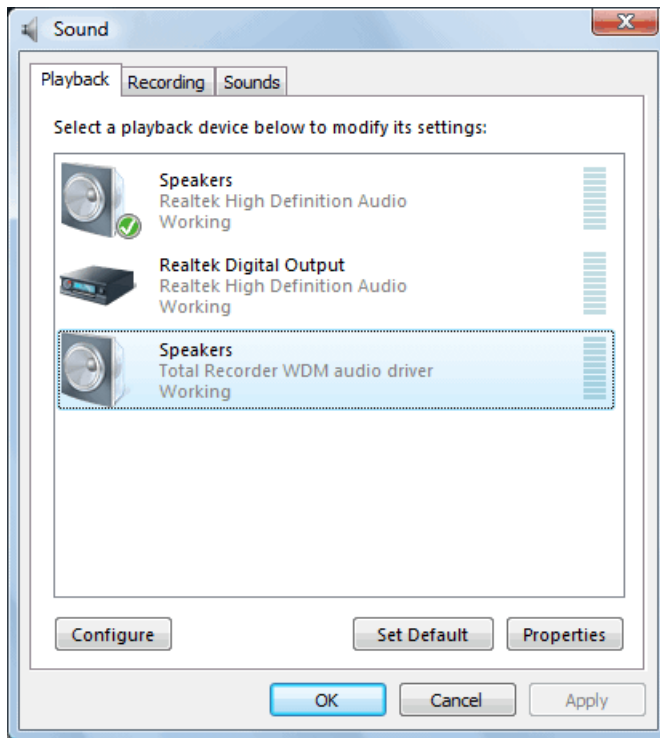 Sound
Playback Recording Sounds
Select a playback device below to modify its settings:
Speakers
Realtek High Definition Audio
Working
Realtek Digital Output
Realtek High Definition Audio
Working
Speakers
Total Recorder WDM audio driver
Working
Configure Set Default Properties
OK Cancel Apply